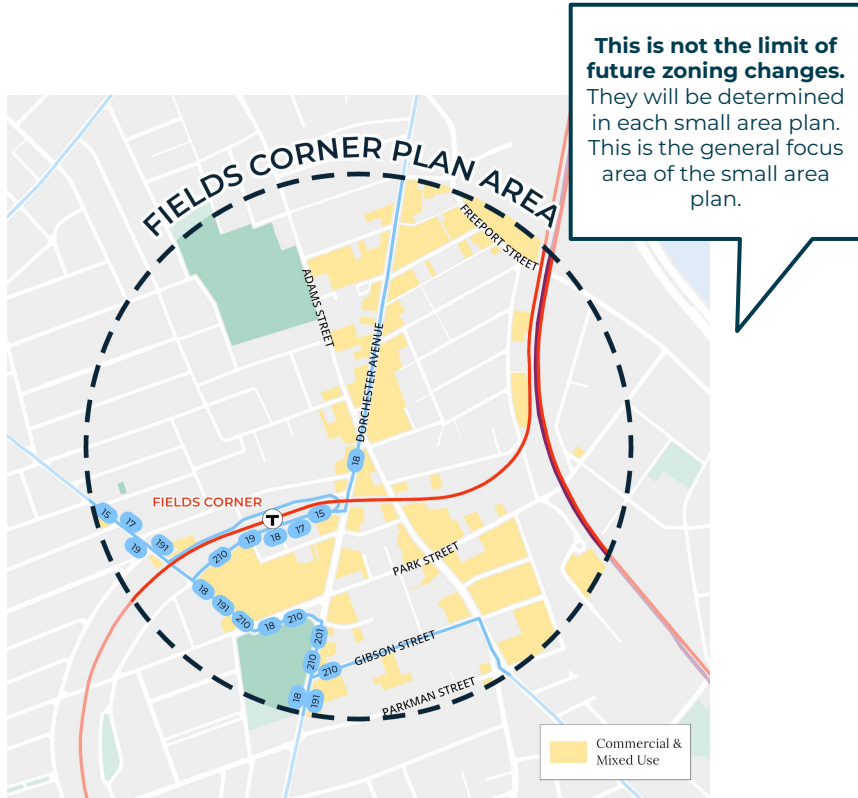 This is not the limit of
future zoning changes.
They will be determined
in each small area plan.
This is the general focus
area of the small area
plan.
FIELDS CORNER PLAN AREA
FREEPORT STREET
ADAMS STREET
DORCHESTER AVENUE
18
FIELDS CORNER
T
15
17
19
191
210
19
18
17
15
PARK STREET
18
191
210
18
210
201
210
210
GIBSON STREET
18
191
PARKMAN STREET
Commercial &
Mixed Use